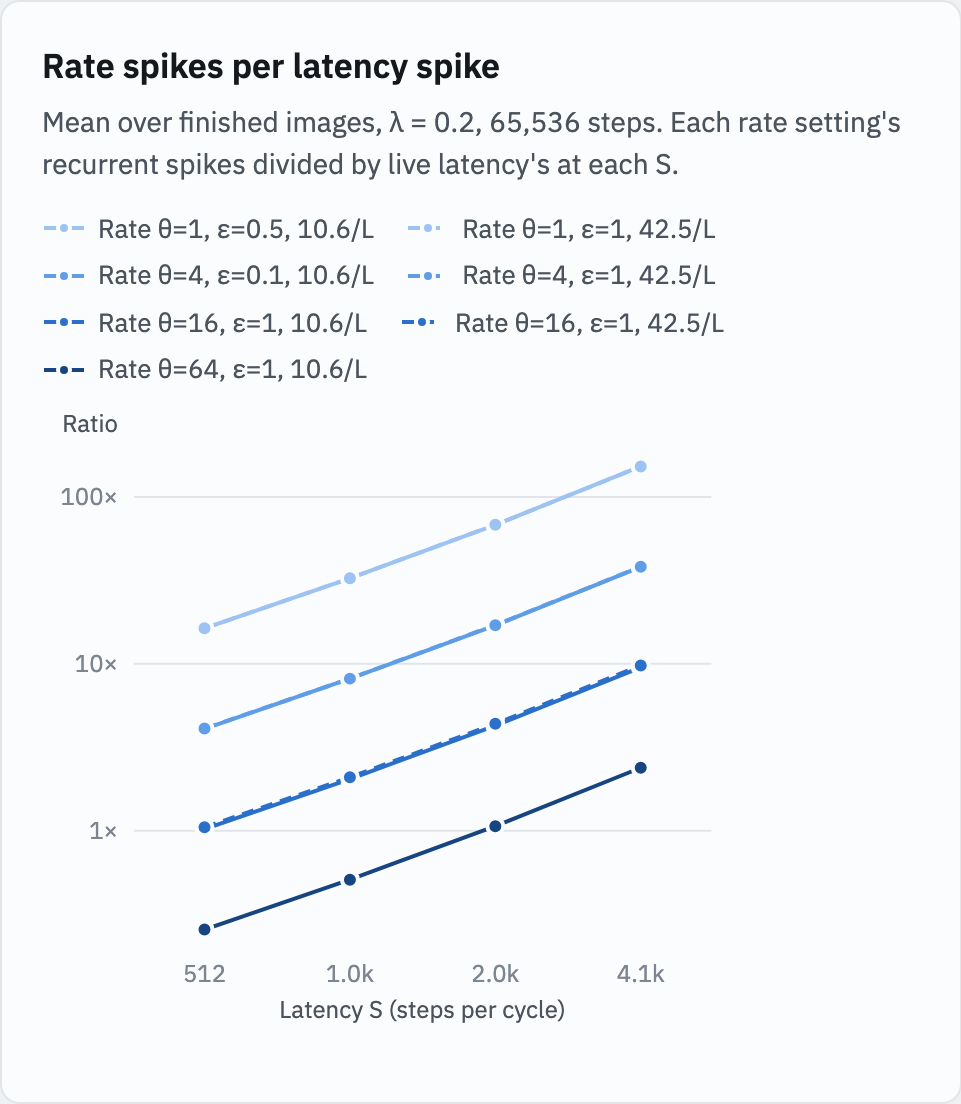 Rate spikes per latency spike
Mean over finished images, λ = 0.2, 65,536 steps. Each rate setting's
recurrent spikes divided by live latency's at each S.
Rate θ=1, ε=0.5, 10.6/L Rate θ=1, ε=1, 42.5/L
Rate θ=4, ε=0.1, 10.6/L Rate θ=4, ε=1, 42.5/L
Rate θ=16, ε=1, 10.6/L Rate θ=16, ε=1, 42.5/L
Rate θ=64, ε=1, 10.6/L
Ratio
100×
10×
1×
512 1.0k 2.0k 4.1k
Latency S (steps per cycle)